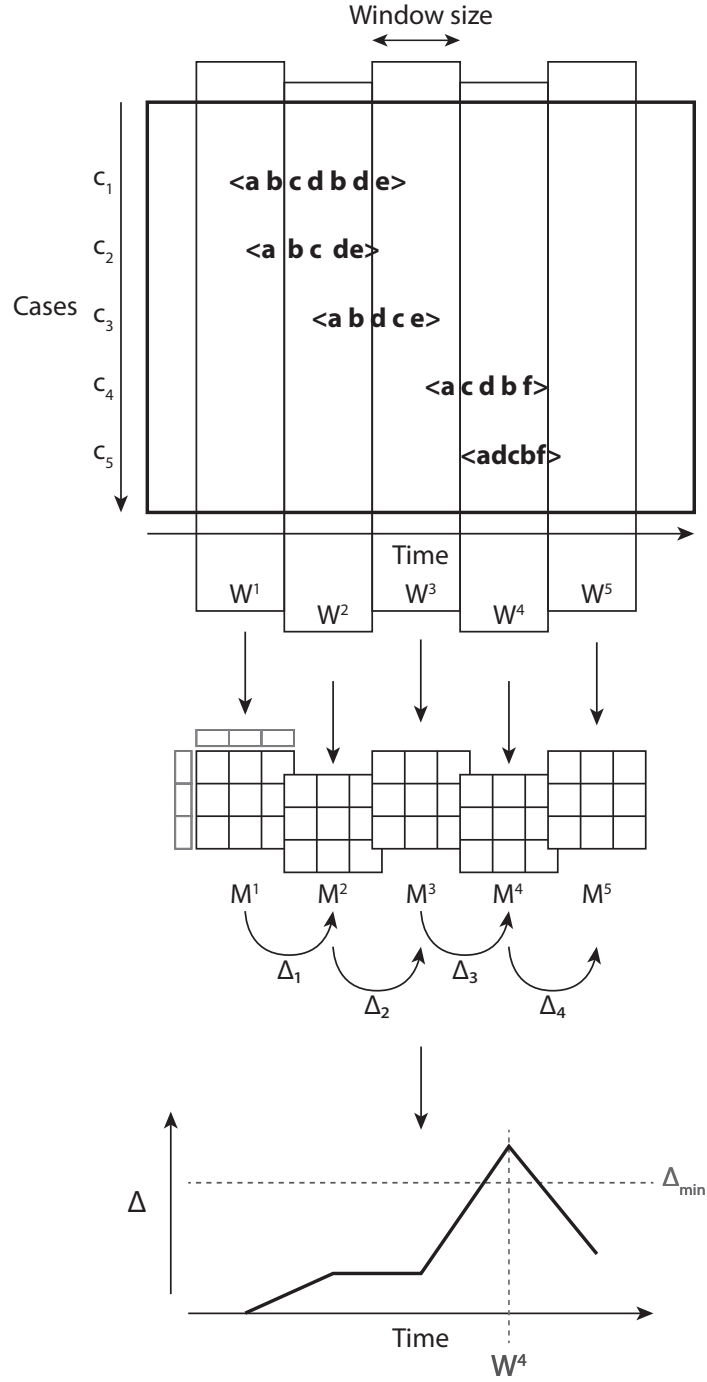 Window size
c1 <a b c d b d e>
c2 <a b c de>
Cases c3 <a b d c e>
c4 <a c d b f>
c5 <adcbf>
Time
W¹ W² W³ W⁴ W⁵
M¹ M² M³ M⁴ M⁵
Δ1 Δ2 Δ3 Δ4
Δmin
Δ
Time
W⁴